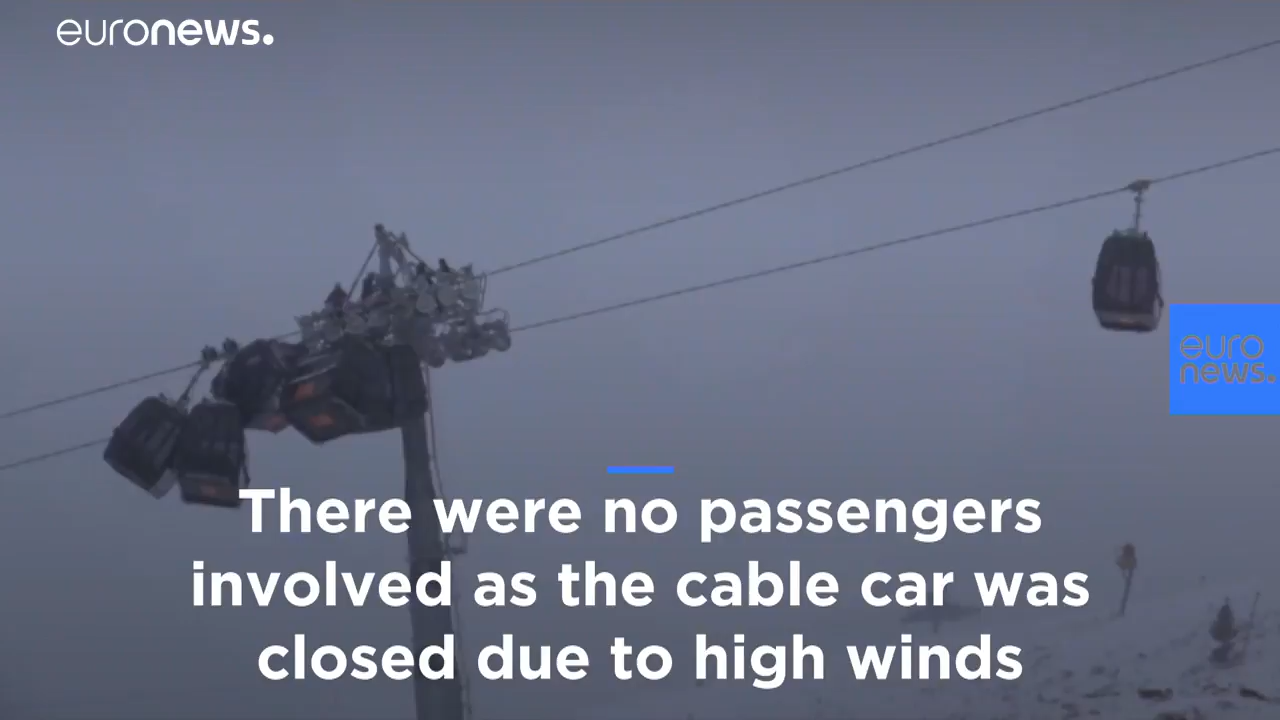 euronews.
There were no passengers
involved as the cable car was
closed due to high winds
euro
news.